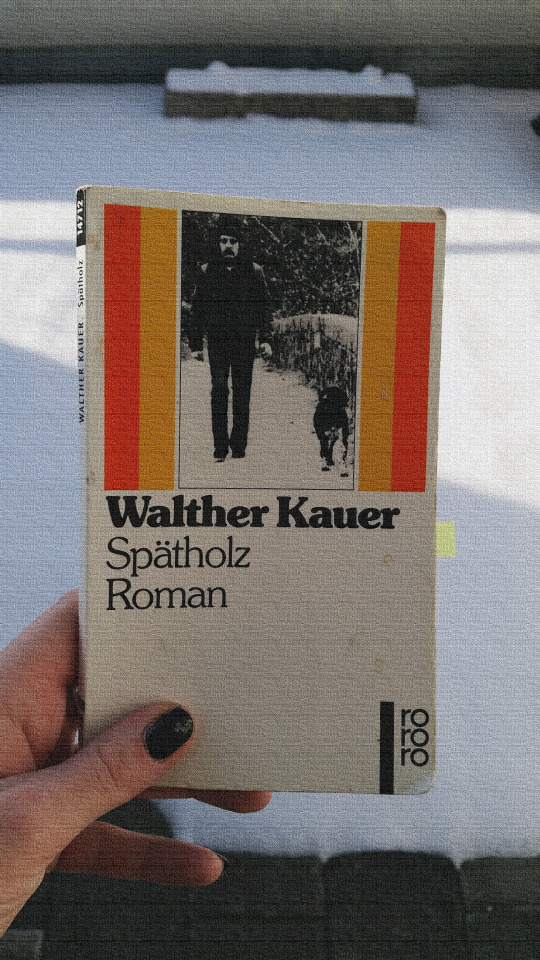 14712
WALTHER KAUER. Spätholz
Walther Kauer
Spätholz
Roman
ro
ro
ro